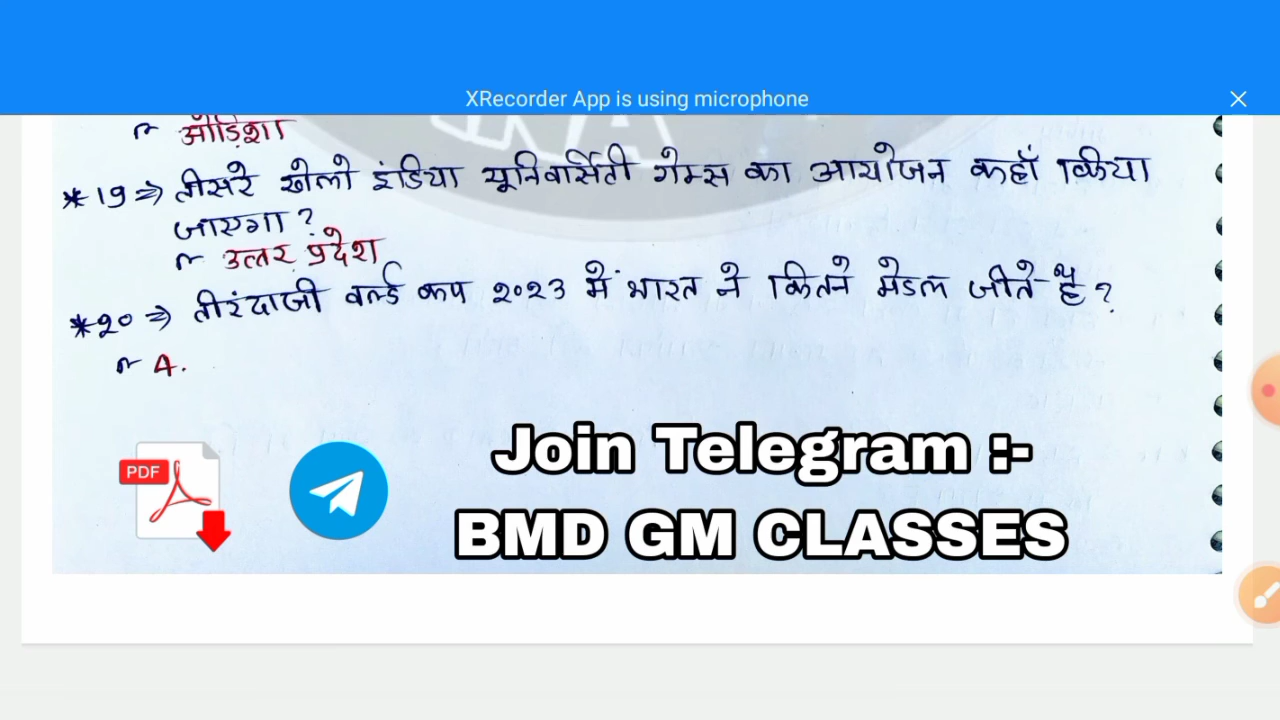 XRecorder App is using microphone
ओडिशा
*19⇒ तीसरे खेलो इंडिया यूनिवर्सिटी गेम्स का आयोजन कहाँ किया
जाएगा?
उत्तर प्रदेश
*20⇒ तीरंदाजी वर्ल्ड कप 2023 में भारत ने कितने मेडल जीते है?
4.
PDF
Join Telegram :-
BMD GM CLASSES